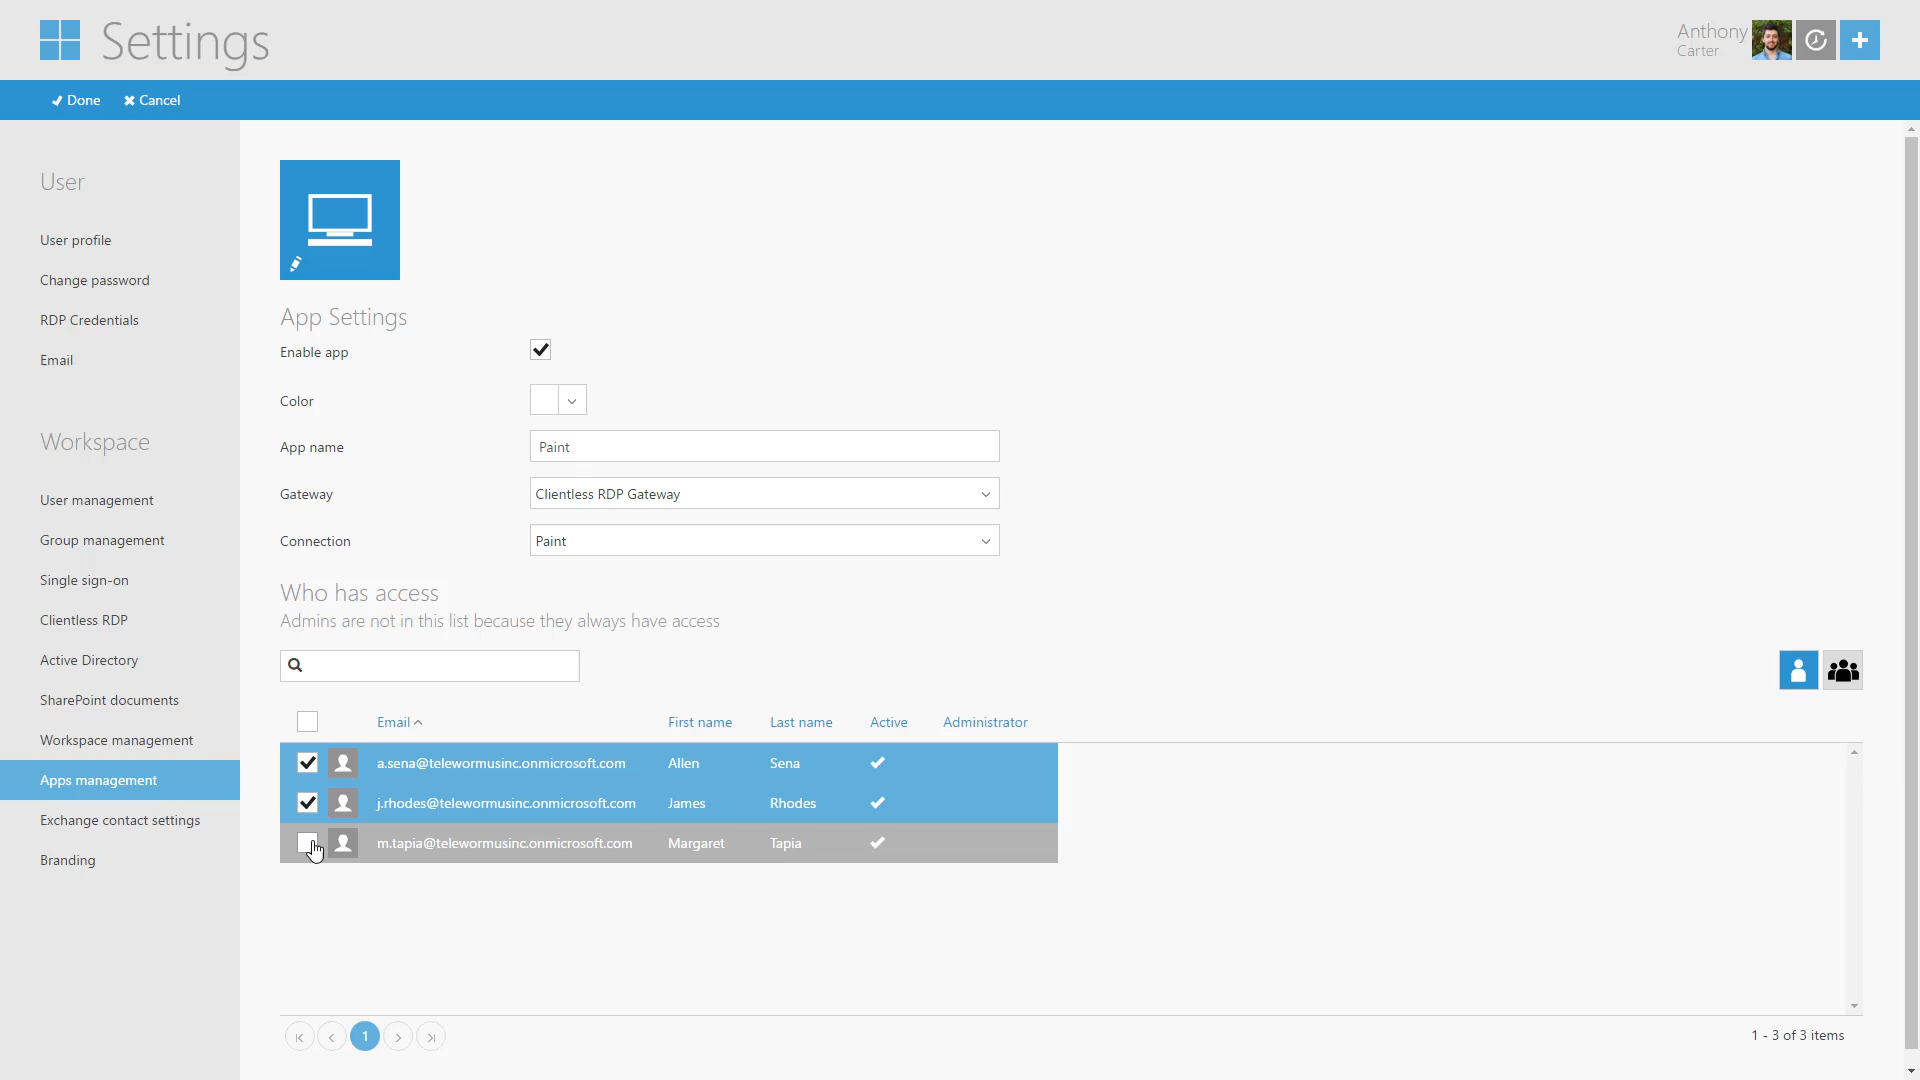 Settings
Anthony
Carter
Done
Cancel
User
User profile
Change password
RDP Credentials
Email
Workspace
User management
Group management
Single sign-on
Clientless RDP
Active Directory
SharePoint documents
Workspace management
Apps management
Exchange contact settings
Branding
App Settings
Enable app
Color
App name
Paint
Gateway
Clientless RDP Gateway
Connection
Paint
Who has access
Admins are not in this list because they always have access
Email First name Last name Active Administrator
a.sena@telewormusinc.onmicrosoft.com Allen Sena
j.rhodes@telewormusinc.onmicrosoft.com James Rhodes
m.tapia@telewormusinc.onmicrosoft.com Margaret Tapia
1
1 - 3 of 3 items